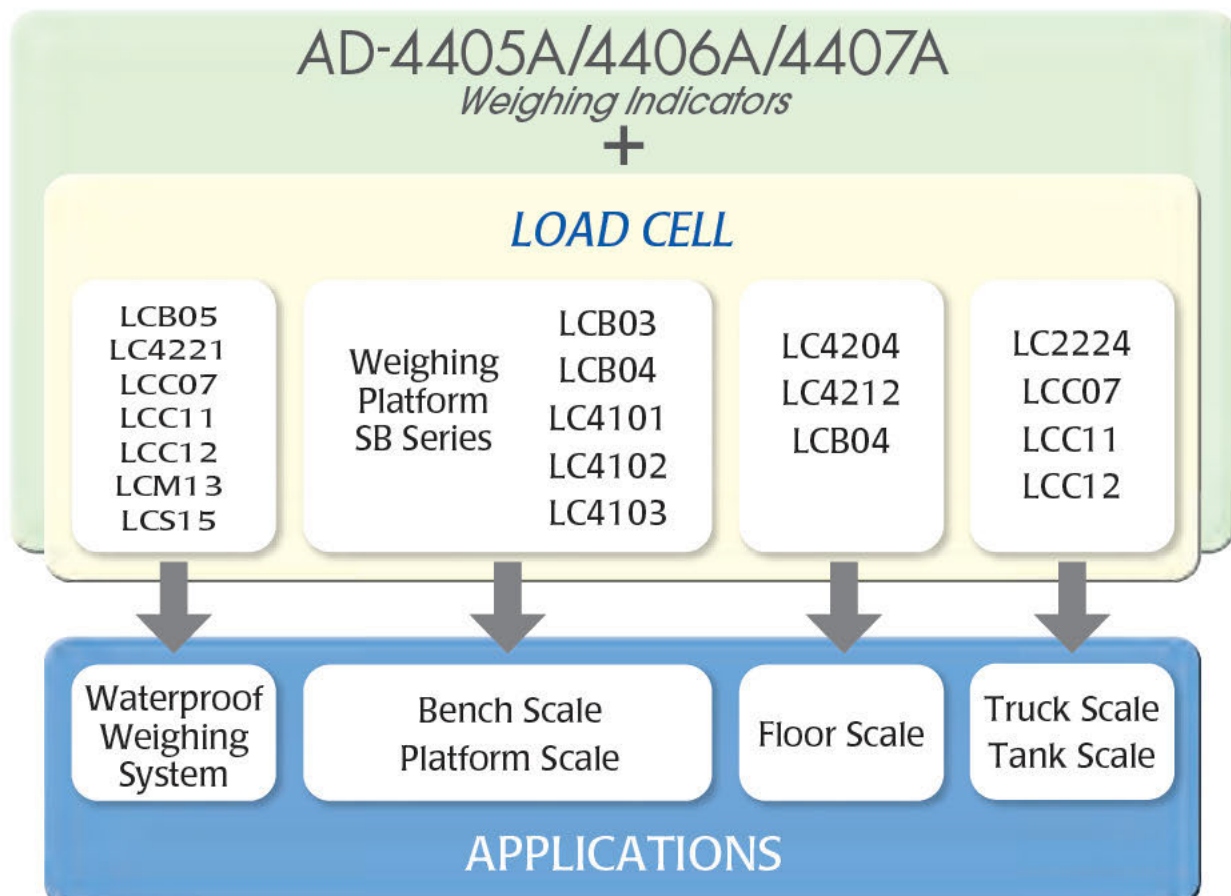 AD-4405A/4406A/4407A
Weighing Indicators
+
LOAD CELL
LCB05
LC4221
LCC07
LCC11
LCC12
LCM13
LCS15
Weighing
Platform
SB Series
LCB03
LCB04
LC4101
LC4102
LC4103
LC4204
LC4212
LCB04
LC2224
LCC07
LCC11
LCC12
Waterproof
Weighing
System
Bench Scale
Platform Scale
Floor Scale
Truck Scale
Tank Scale
APPLICATIONS